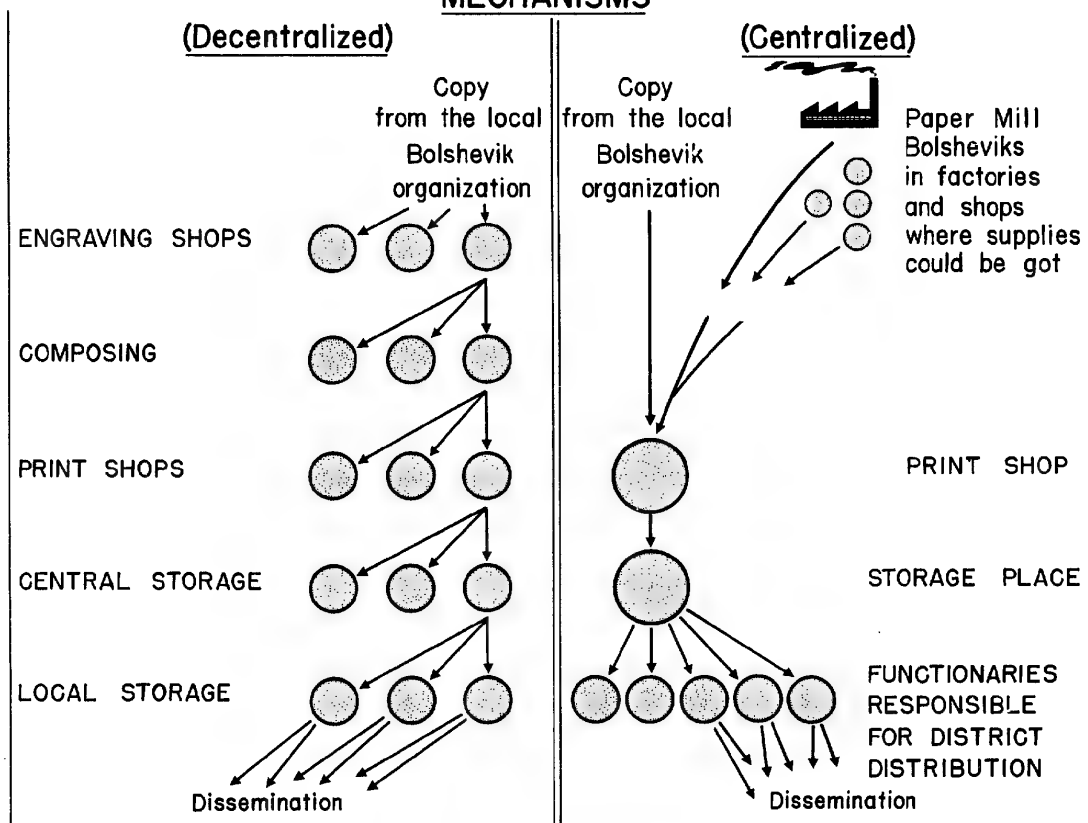 MECHANISMS
(Decentralized)
Copy
from the local
Bolshevik
organization
ENGRAVING SHOPS
COMPOSING
PRINT SHOPS
CENTRAL STORAGE
LOCAL STORAGE
Dissemination
(Centralized)
Copy
from the local
Bolshevik
organization
Paper Mill
Bolsheviks
in factories
and shops
where supplies
could be got
PRINT SHOP
STORAGE PLACE
FUNCTIONARIES
RESPONSIBLE
FOR DISTRICT
DISTRIBUTION
Dissemination